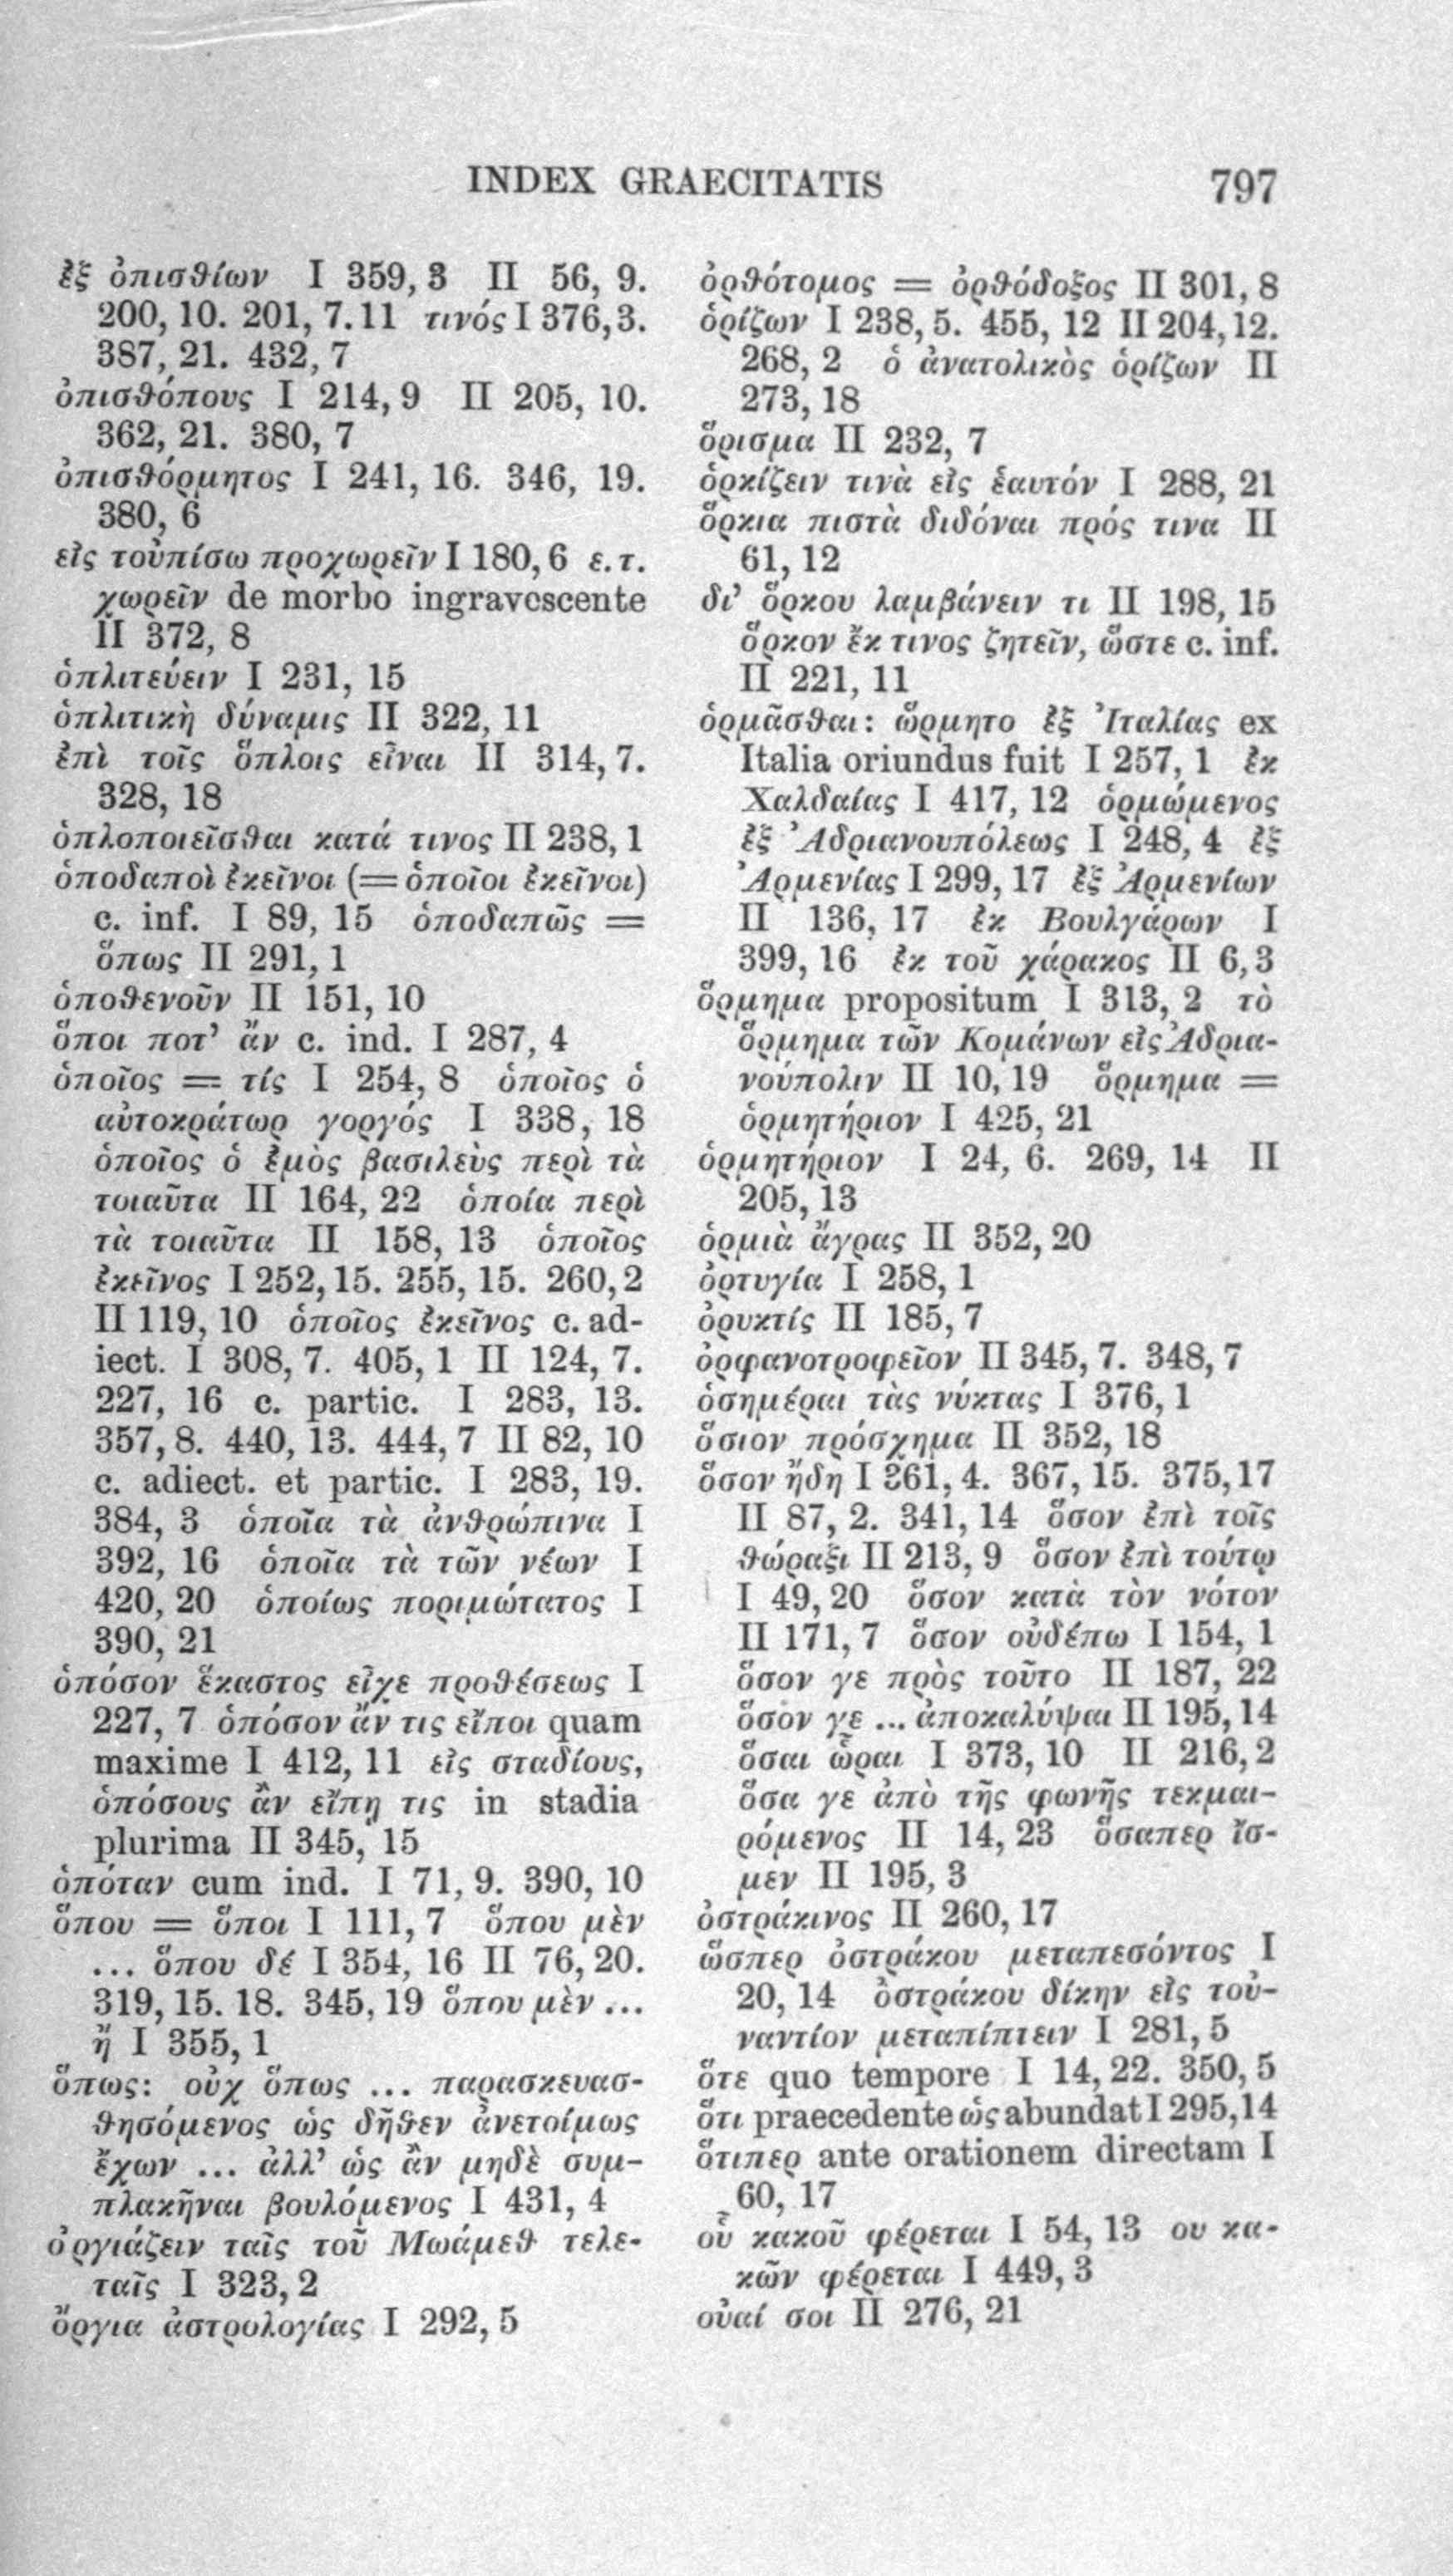 INDEX GRAECITATIS 797
ἐξ ὀπισθίων I 359, 3 II 56, 9.
200, 10. 201, 7. 11 τινός I 376, 3.
387, 21. 432, 7
ὀπισθόπους I 214, 9 II 205, 10.
362, 21. 380, 7
ὀπισθόρμητος I 241, 16. 346, 19.
380, 6
εἰς τοὐπίσω προχωρεῖν I 180, 6 ε. τ.
χωρεῖν de morbo ingravescente
II 372, 8
ὁπλιτεύειν I 231, 15
ὁπλιτικὴ δύναμις II 322, 11
ἐπὶ τοῖς ὅπλοις εἶναι II 314, 7.
328, 18
ὁπλοποιεῖσθαι κατά τινος II 238, 1
ὁποδαποὶ ἐκεῖνοι (= ὁποῖοι ἐκεῖνοι)
c. inf. I 89, 15 ὁποδαπῶς =
ὅπως II 291, 1
ὁποθενοῦν II 151, 10
ὅποι ποτ’ ἄν c. ind. I 287, 4
ὁποῖος = τίς I 254, 8 ὁποῖος ὁ
αὐτοκράτωρ γοργός I 338, 18
ὁποῖος ὁ ἐμὸς βασιλεὺς περὶ τὰ
τοιαῦτα II 164, 22 ὁποία περὶ
τὰ τοιαῦτα II 158, 13 ὁποῖος
ἐκεῖνος I 252, 15. 255, 15. 260, 2
II 119, 10 ὁποῖος ἐκεῖνος c. ad-
iect. I 308, 7. 405, 1 II 124, 7.
227, 16 c. partic. I 283, 13.
357, 8. 440, 13. 444, 7 II 82, 10
c. adiect. et partic. I 283, 19.
384, 3 ὁποῖα τὰ ἀνθρώπινα I
392, 16 ὁποῖα τὰ τῶν νέων I
420, 20 ὁποίως ποριμώτατος I
390, 21
ὁπόσον ἕκαστος εἶχε προθέσεως I
227, 7 ὁπόσον ἄν τις εἴποι quam
maxime I 412, 11 εἰς σταδίους,
ὁπόσους ἂν εἴπῃ τις in stadia
plurima II 345, 15
ὁπόταν cum ind. I 71, 9. 390, 10
ὅπου = ὅποι I 111, 7 ὅπου μὲν
... ὅπου δέ I 354, 16 II 76, 20.
319, 15. 18. 345, 19 ὅπου μὲν ...
ἤ I 355, 1
ὅπως: οὐχ ὅπως ... παρασκευασ-
θησόμενος ὡς δῆθεν ἀνετοίμως
ἔχων ... ἀλλ’ ὡς ἂν μηδὲ συμ-
πλακῆναι βουλόμενος I 431, 4
ὀργιάζειν ταῖς τοῦ Μωάμεθ τελε-
ταῖς I 323, 2
ὄργια ἀστρολογίας I 292, 5
ὀρθότομος = ὀρθόδοξος II 301, 8
ὁρίζων I 238, 5. 455, 12 II 204, 12.
268, 2 ὁ ἀνατολικὸς ὁρίζων II
273, 18
ὅρισμα II 232, 7
ὁρκίζειν τινὰ εἰς ἑαυτόν I 288, 21
ὅρκια πιστὰ διδόναι πρός τινα II
61, 12
δι’ ὅρκου λαμβάνειν τι II 198, 15
ὅρκον ἔκ τινος ζητεῖν, ὥστε c. inf.
II 221, 11
ὁρμᾶσθαι: ὥρμητο ἐξ Ἰταλίας ex
Italia oriundus fuit I 257, 1 ἐκ
Χαλδαίας I 417, 12 ὁρμώμενος
ἐξ Ἀδριανουπόλεως I 248, 4 ἐξ
Ἀρμενίας I 299, 17 ἐξ Ἀρμενίων
II 136, 17 ἐκ Βουλγάρων I
399, 16 ἐκ τοῦ χάρακος II 6, 3
ὅρμημα propositum I 313, 2 τὸ
ὅρμημα τῶν Κομάνων εἰς Ἀδρια-
νούπολιν II 10, 19 ὅρμημα =
ὁρμητήριον I 425, 21
ὁρμητήριον I 24, 6. 269, 14 II
205, 13
ὁρμιὰ ἄγρας II 352, 20
ὀρτυγία I 258, 1
ὀρυκτίς II 185, 7
ὀρφανοτροφεῖον II 345, 7. 348, 7
ὁσημέραι τὰς νύκτας I 376, 1
ὅσιον πρόσχημα II 352, 18
ὅσον ἤδη I 261, 4. 367, 15. 375, 17
II 87, 2. 341, 14 ὅσον ἐπὶ τοῖς
θώραξι II 213, 9 ὅσον ἐπὶ τούτῳ
I 49, 20 ὅσον κατὰ τὸν νότον
II 171, 7 ὅσον οὐδέπω I 154, 1
ὅσον γε πρὸς τοῦτο II 187, 22
ὅσον γε ... ἀποκαλύψαι II 195, 14
ὅσαι ὧραι I 373, 10 II 216, 2
ὅσα γε ἀπὸ τῆς φωνῆς τεκμαι-
ρόμενος II 14, 23 ὅσαπερ ἴσ-
μεν II 195, 3
ὀστράκινος II 260, 17
ὥσπερ ὀστράκου μεταπεσόντος I
20, 14 ὀστράκου δίκην εἰς τοὐ-
ναντίον μεταπίπτειν I 281, 5
ὅτε quo tempore I 14, 22. 350, 5
ὅτι praecedente ὡς abundat I 295, 14
ὅτιπερ ante orationem directam I
60, 17
οὗ κακοῦ φέρεται I 54, 13 ου κα-
κῶν φέρεται I 449, 3
οὐαί σοι II 276, 21